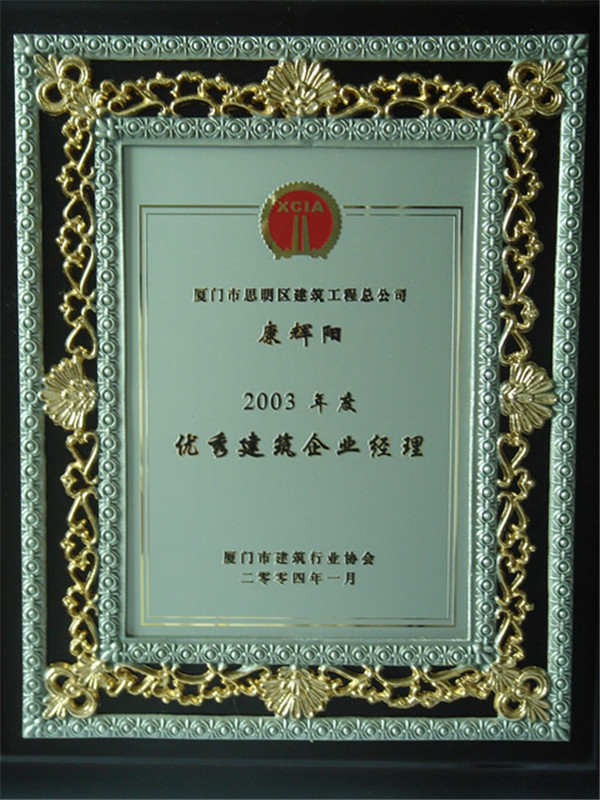 XCIA
厦门市思明区建筑工程总公司
康辉阳
2003 年度
优秀建筑企业经理
厦门市建筑行业协会
二零零四年一月